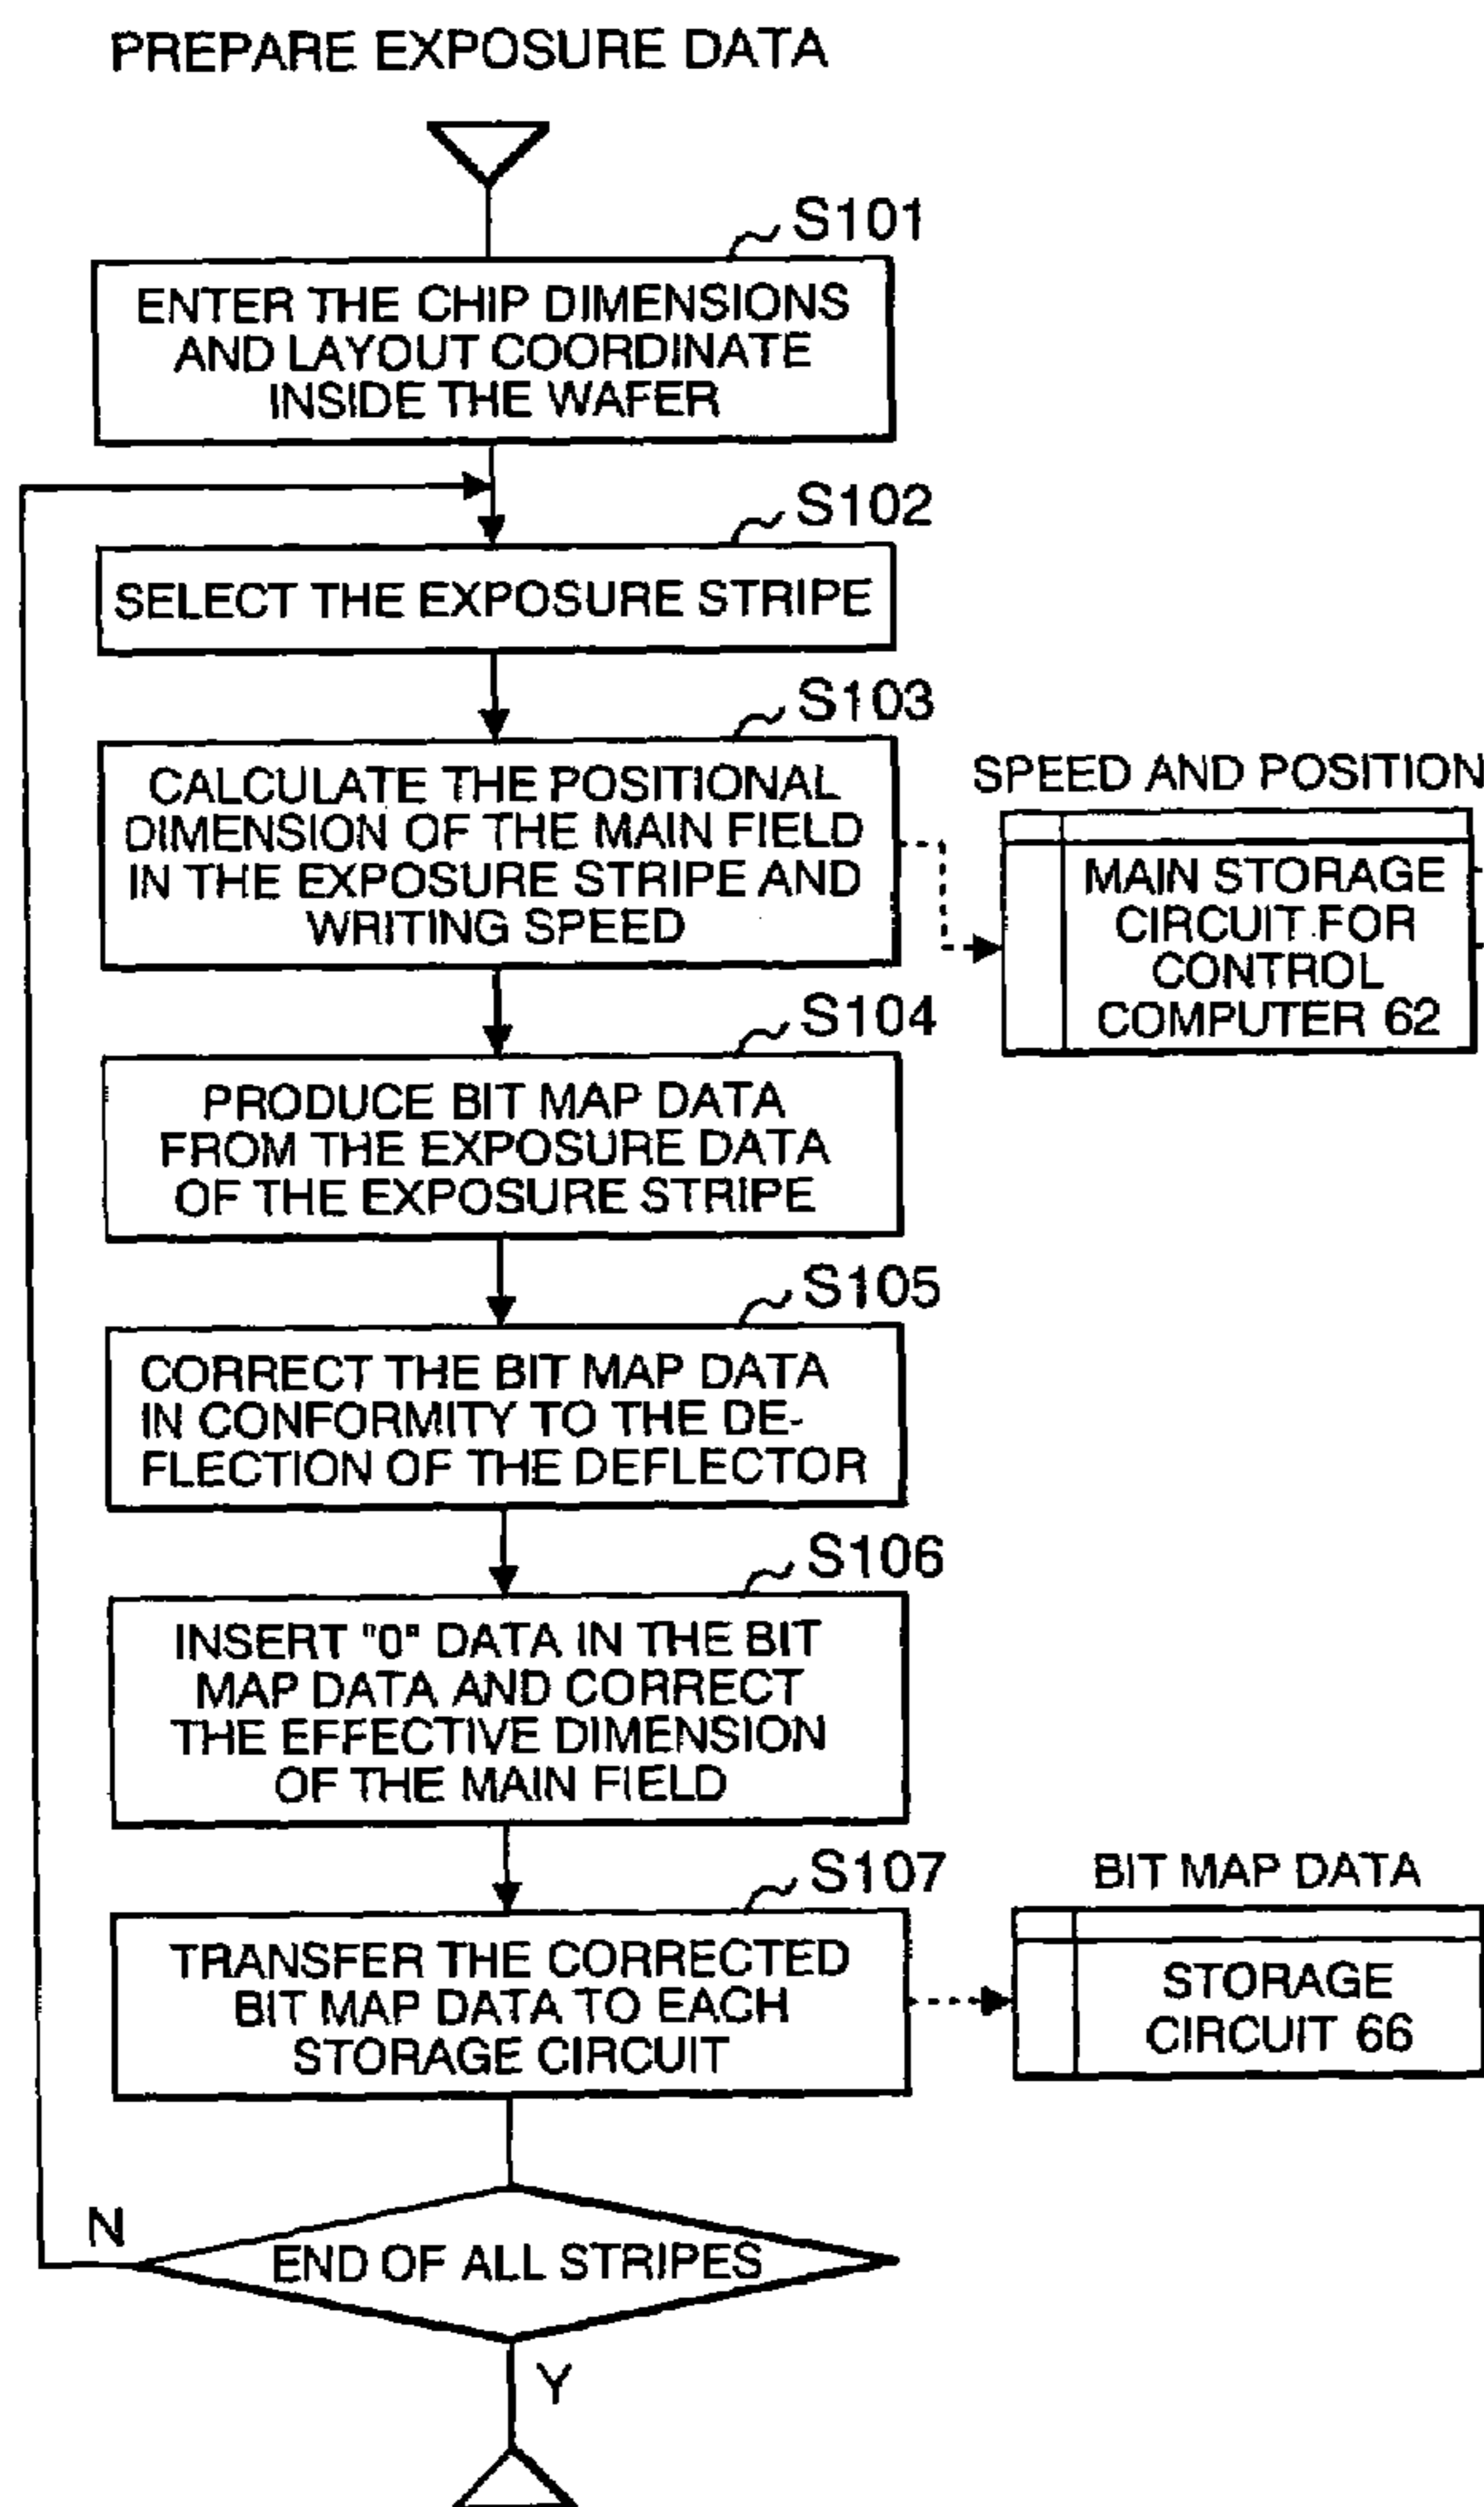 PREPARE EXPOSURE DATA
S101
ENTER THE CHIP DIMENSIONS
AND LAYOUT COORDINATE
INSIDE THE WAFER
S102
SELECT THE EXPOSURE STRIPE
S103
CALCULATE THE POSITIONAL
DIMENSION OF THE MAIN FIELD
IN THE EXPOSURE STRIPE AND
WRITING SPEED
SPEED AND POSITION
MAIN STORAGE
CIRCUIT FOR
CONTROL
COMPUTER 62
S104
PRODUCE BIT MAP DATA
FROM THE EXPOSURE DATA
OF THE EXPOSURE STRIPE
S105
CORRECT THE BIT MAP DATA
IN CONFORMITY TO THE DE-
FLECTION OF THE DEFLECTOR
S106
INSERT "0" DATA IN THE BIT
MAP DATA AND CORRECT
THE EFFECTIVE DIMENSION
OF THE MAIN FIELD
S107
TRANSFER THE CORRECTED
BIT MAP DATA TO EACH
STORAGE CIRCUIT
BIT MAP DATA
STORAGE
CIRCUIT 66
N
END OF ALL STRIPES
Y